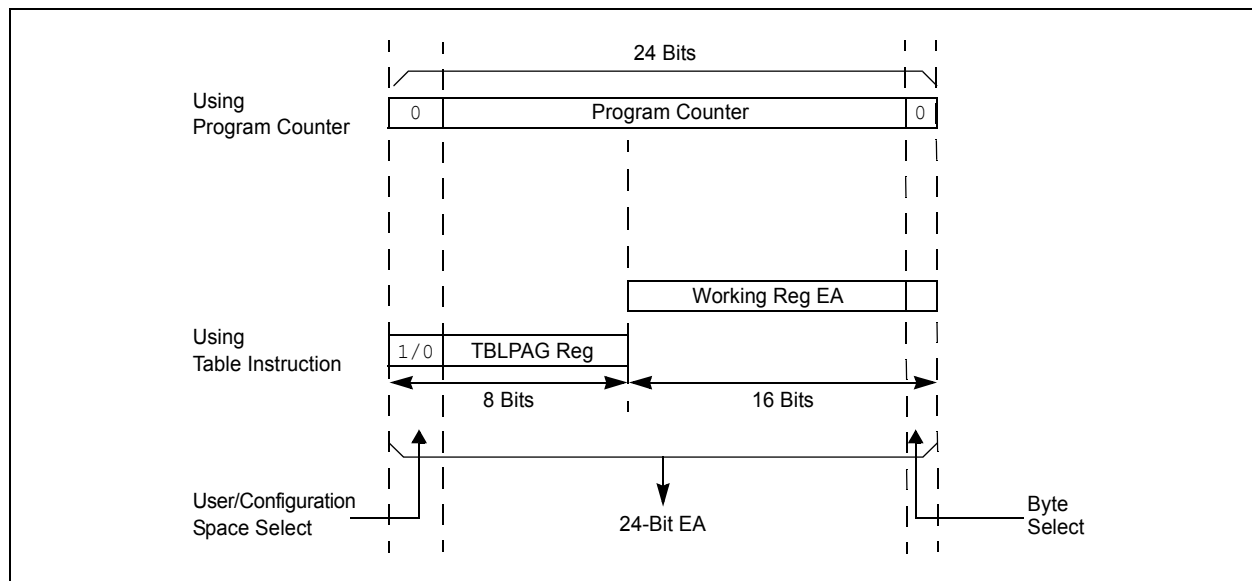 24 Bits
Using
Program Counter
0
Program Counter
0
Working Reg EA
Using
Table Instruction
1/0
TBLPAG Reg
8 Bits
16 Bits
User/Configuration
Space Select
24-Bit EA
Byte
Select